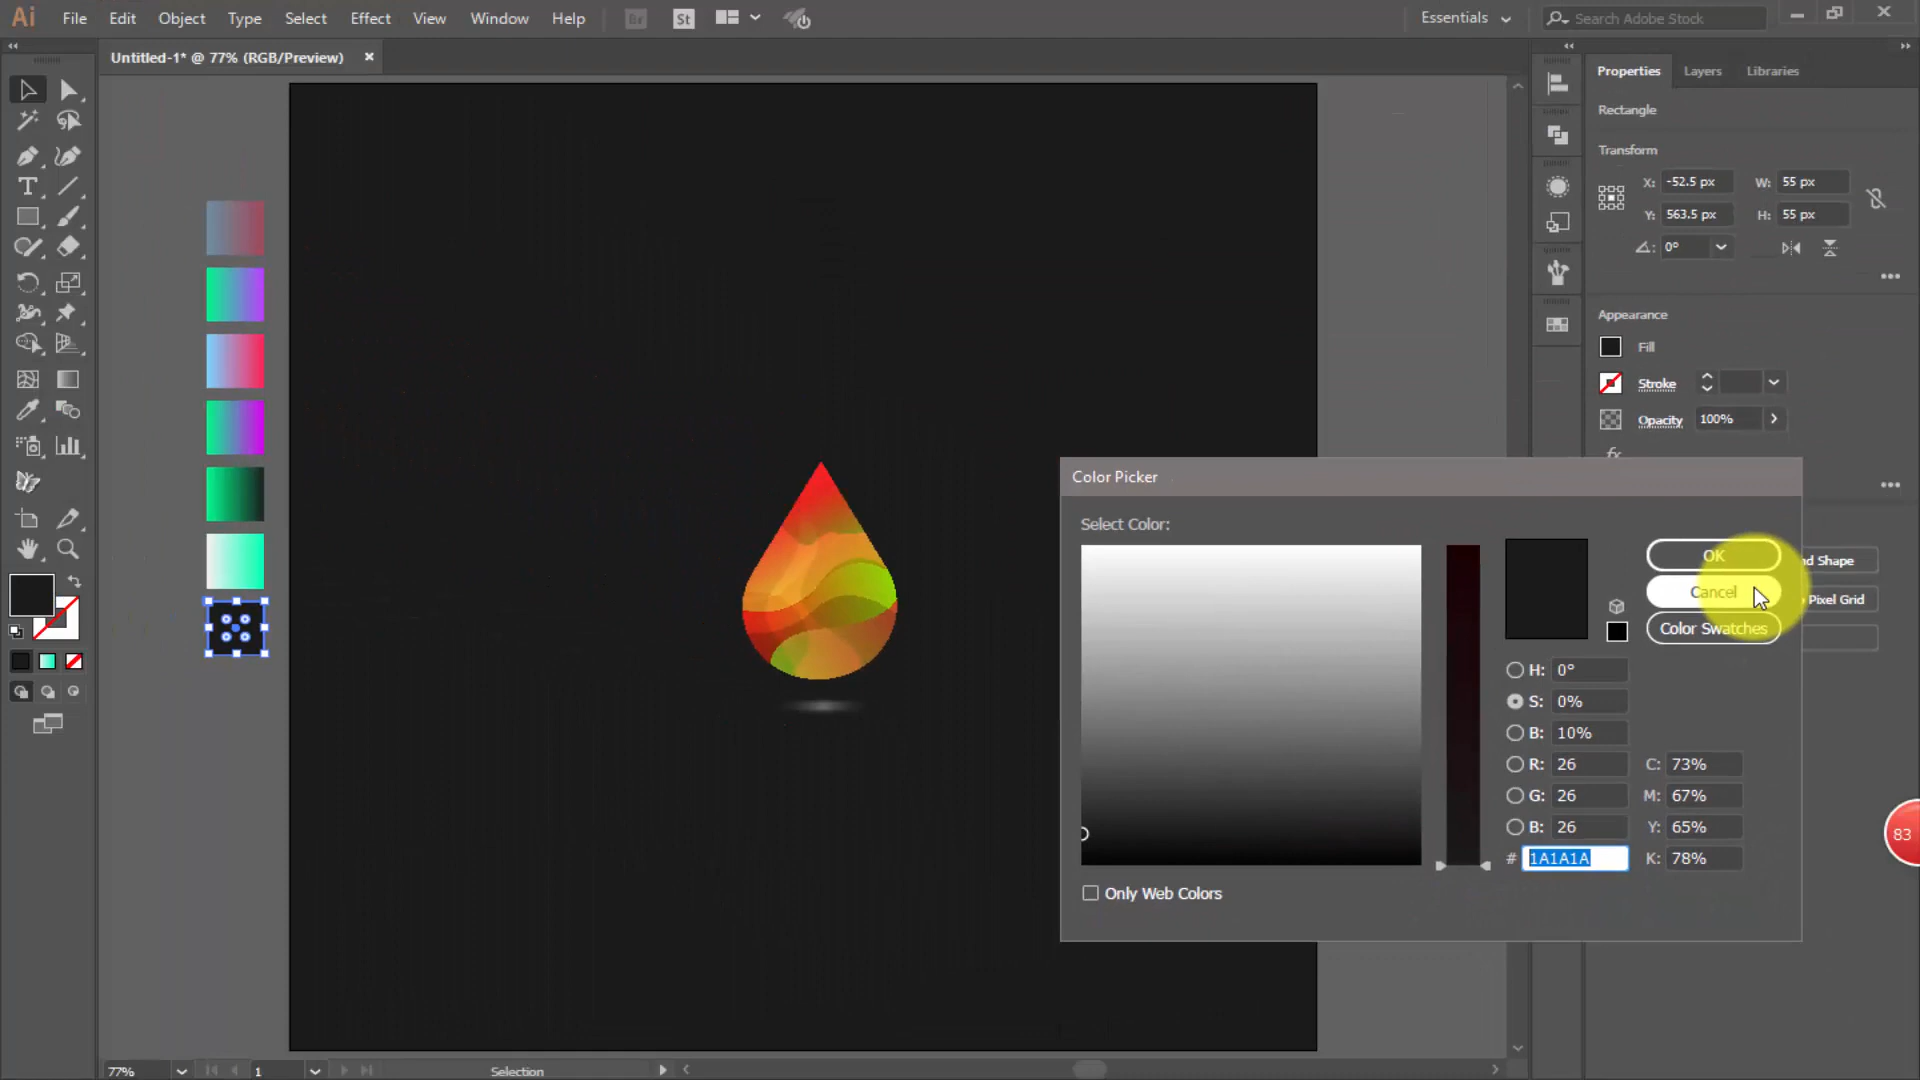 Ai File Edit Object Type Select Effect View Window Help Br St Essentials Search Adobe Stock
Untitled-1* @ 77% (RGB/Preview) ×
Properties Layers Libraries
Rectangle
Transform
X: -52.5 px W: 55 px
Y: 563.5 px H: 55 px
0°
Appearance
Fill
Stroke
Opacity 100%
fx
Color Picker
Select Color:
OK
nd Shape
Cancel
Pixel Grid
Color Swatches
H: 0°
S: 0%
B: 10%
R: 26 C: 73%
G: 26 M: 67%
B: 26 Y: 65%
# 1A1A1A K: 78%
Only Web Colors
83
77% 1 Selection